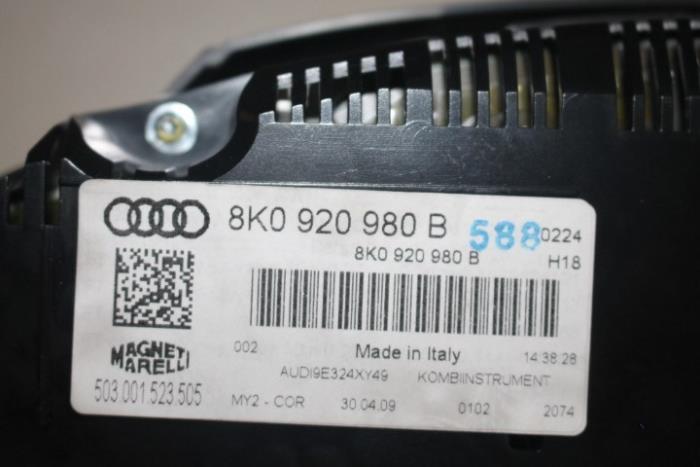 8K0 920 980 B 588 0224
8K0 920 980 B H18
002 Made in Italy 14:38:28
MAGNETI
MARELLI
AUDI9E324XY49 KOMBIINSTRUMENT
503.001.523.505
MY2 - COR 30.04.09 0102 2074